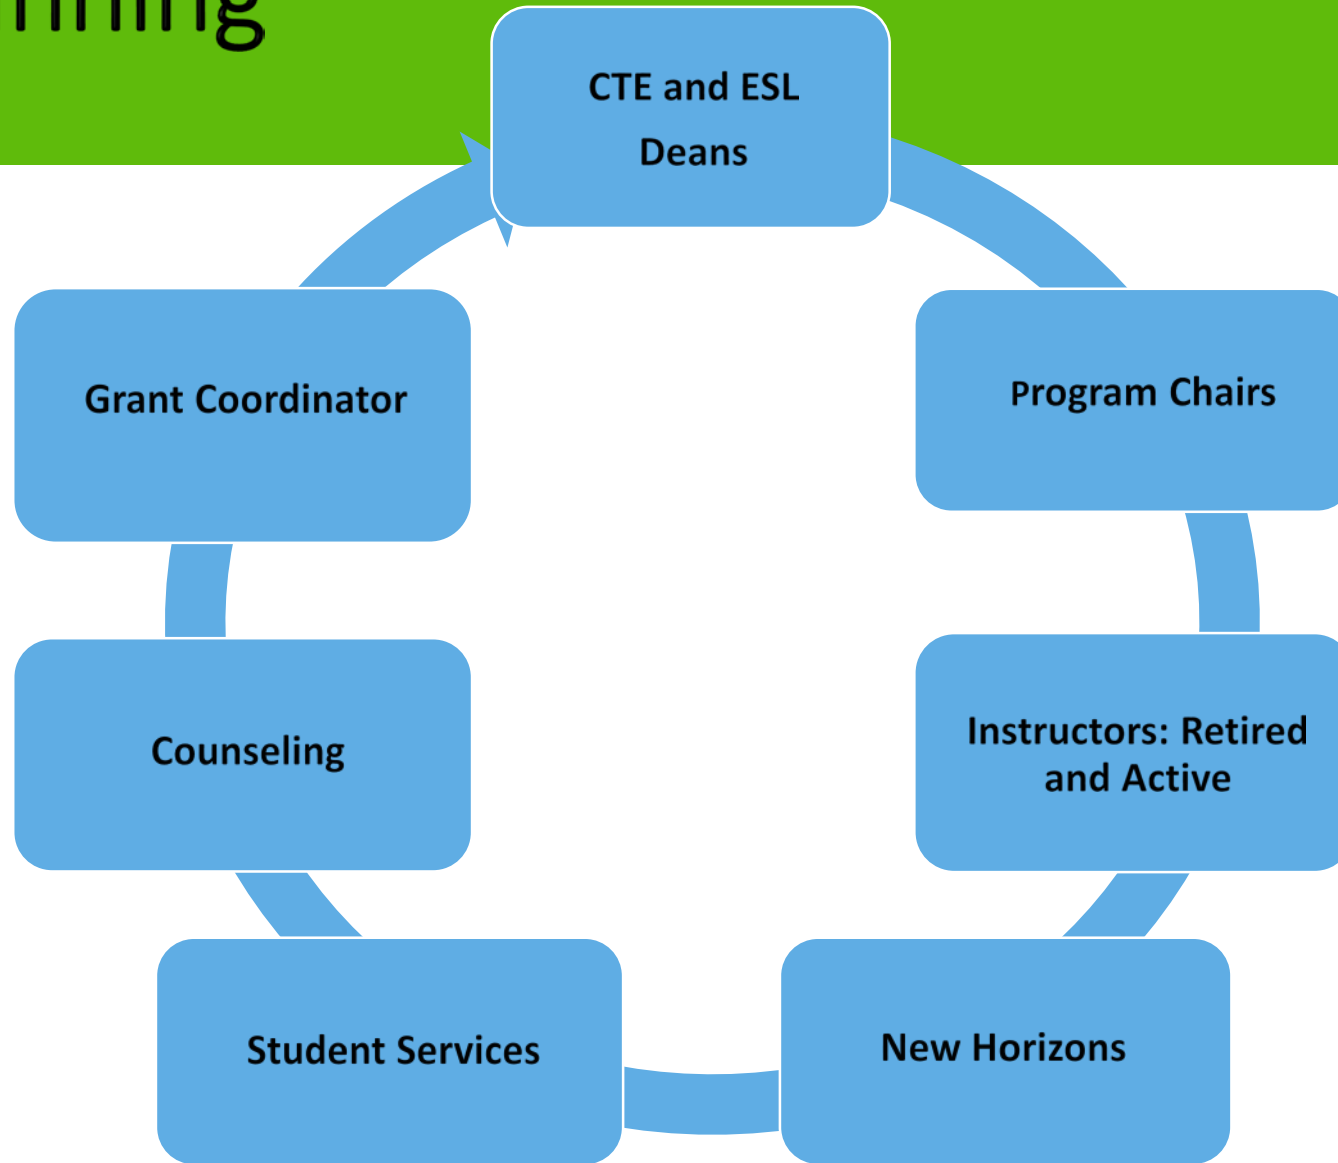 CTE and ESL
Deans
Program Chairs
Instructors: Retired
and Active
New Horizons
Student Services
Counseling
Grant Coordinator